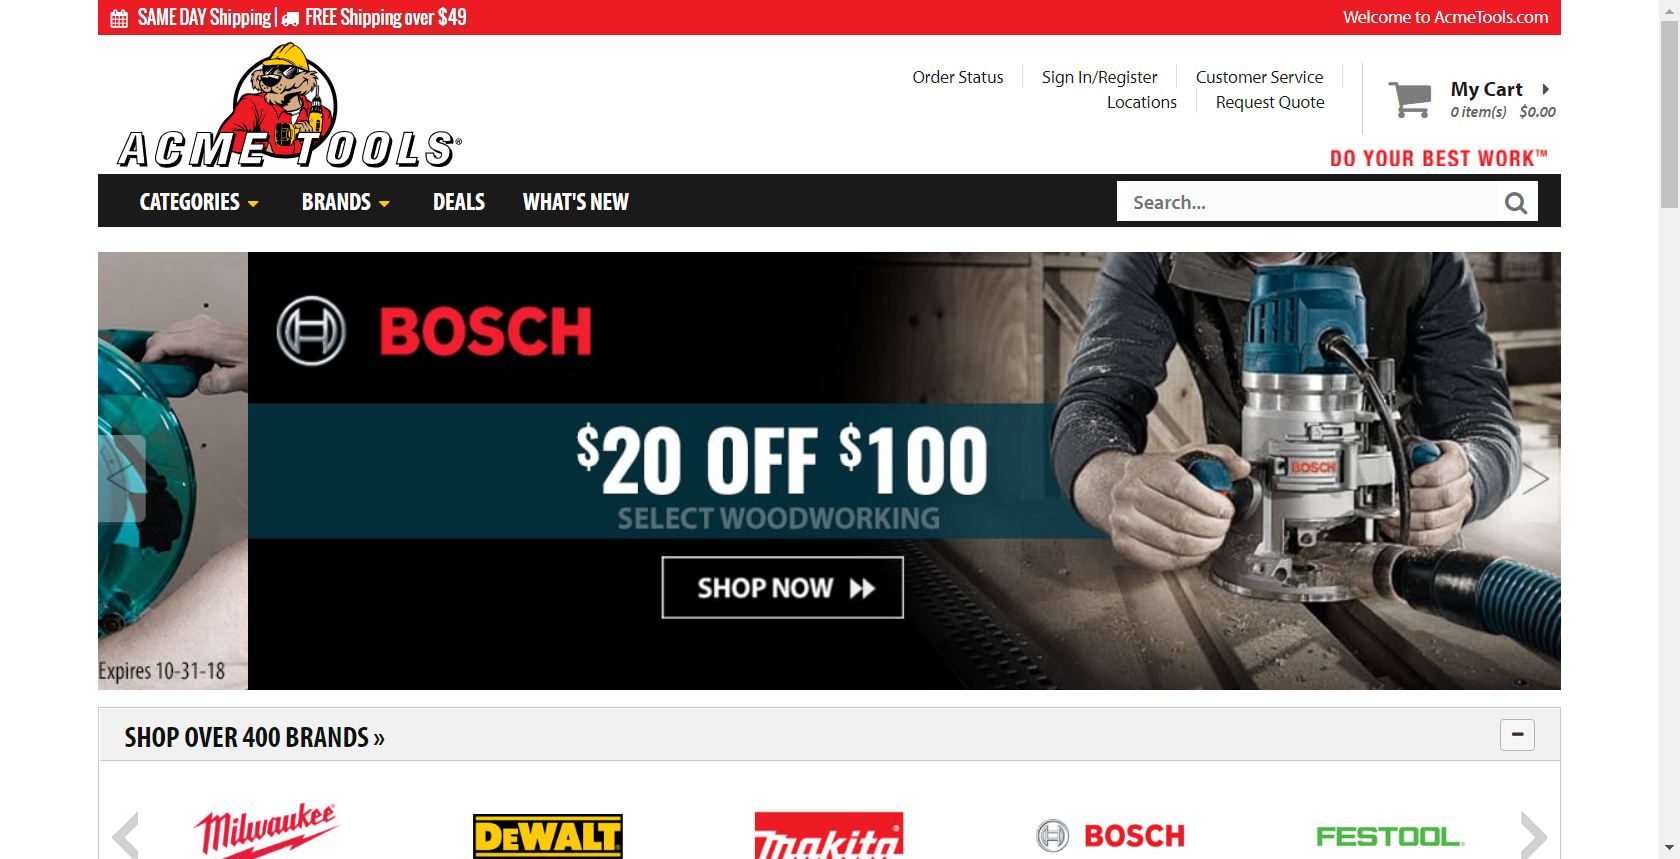 SAME DAY Shipping | FREE Shipping over $49
Welcome to AcmeTools.com
ACME TOOLS®
Order Status
Sign In/Register
Customer Service
Locations
Request Quote
My Cart
0 item(s) $0.00
DO YOUR BEST WORK™
CATEGORIES
BRANDS
DEALS
WHAT'S NEW
Search...
BOSCH
$20 OFF $100
SELECT WOODWORKING
SHOP NOW
BOSCH
Expires 10-31-18
SHOP OVER 400 BRANDS »
Milwaukee®
DEWALT
makita®
BOSCH
FESTOOL